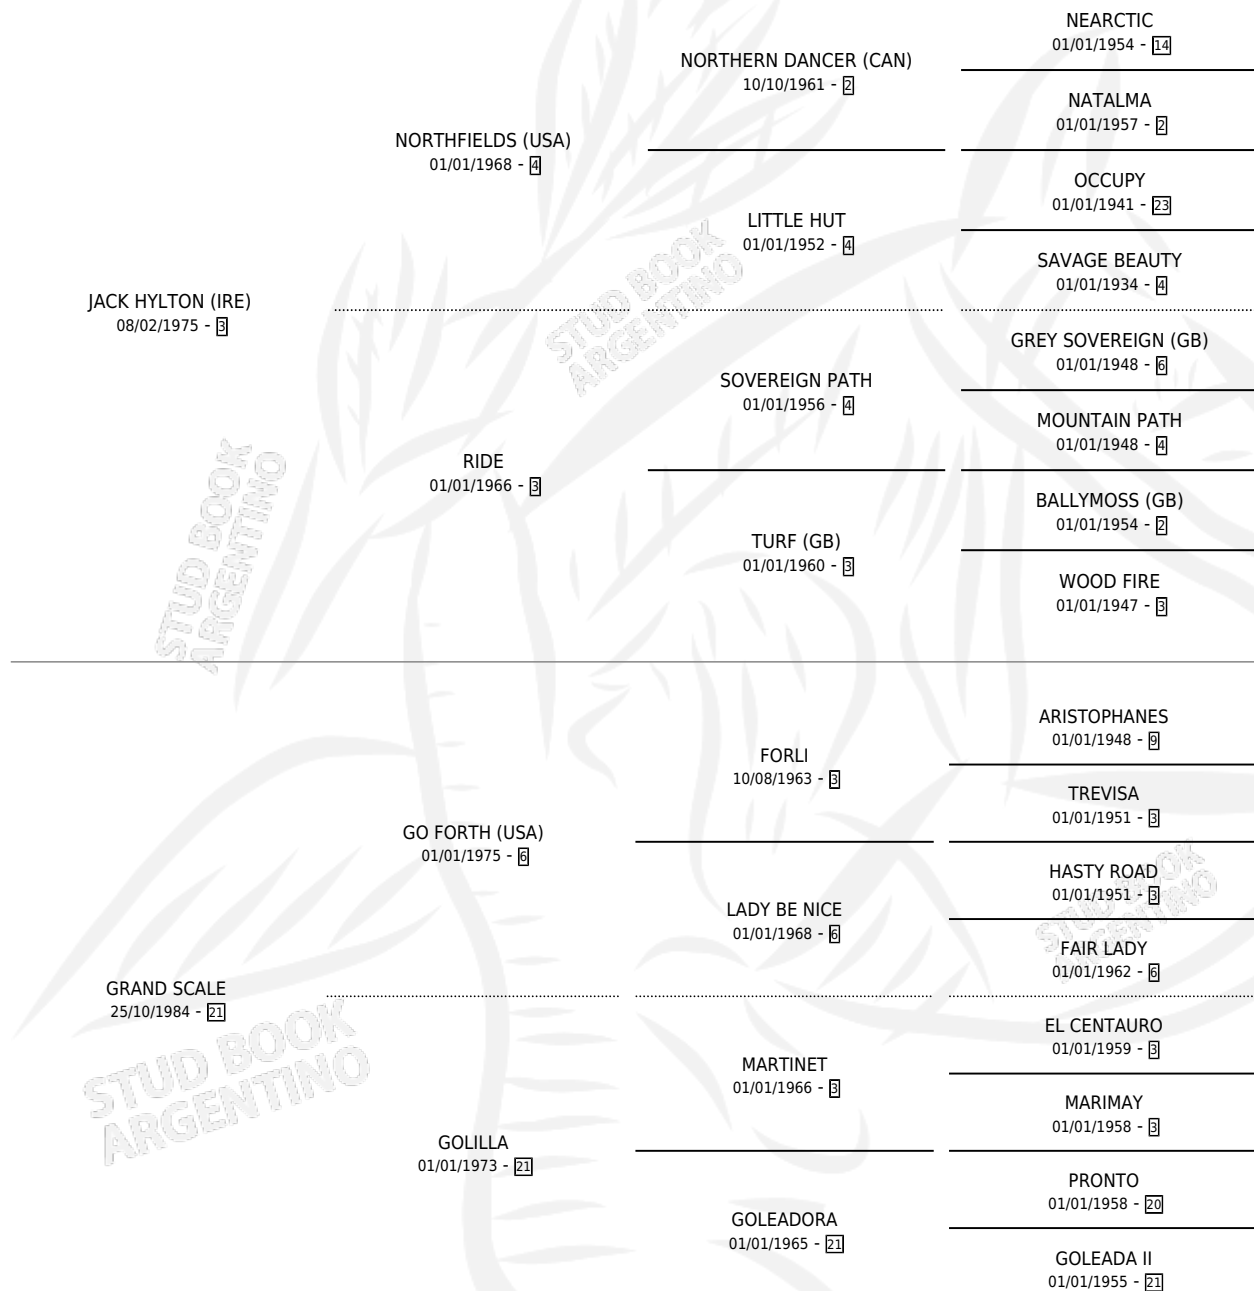 NEARCTIC
01/01/1954 - 14
NORTHERN DANCER (CAN)
10/10/1961 - 2
NATALMA
01/01/1957 - 2
NORTHFIELDS (USA)
01/01/1968 - 4
OCCUPY
01/01/1941 - 23
LITTLE HUT
01/01/1952 - 4
SAVAGE BEAUTY
01/01/1934 - 4
JACK HYLTON (IRE)
08/02/1975 - 3
GREY SOVEREIGN (GB)
01/01/1948 - 6
SOVEREIGN PATH
01/01/1956 - 4
MOUNTAIN PATH
01/01/1948 - 4
RIDE
01/01/1966 - 3
BALLYMOSS (GB)
01/01/1954 - 2
TURF (GB)
01/01/1960 - 3
WOOD FIRE
01/01/1947 - 3
ARISTOPHANES
01/01/1948 - 9
FORLI
10/08/1963 - 3
TREVISA
01/01/1951 - 3
GO FORTH (USA)
01/01/1975 - 6
HASTY ROAD
01/01/1951 - 3
LADY BE NICE
01/01/1968 - 6
FAIR LADY
01/01/1962 - 6
GRAND SCALE
25/10/1984 - 21
EL CENTAURO
01/01/1959 - 3
MARTINET
01/01/1966 - 3
MARIMAY
01/01/1958 - 3
GOLILLA
01/01/1973 - 21
PRONTO
01/01/1958 - 20
GOLEADORA
01/01/1965 - 21
GOLEADA II
01/01/1955 - 21
STUD BOOK
ARGENTINO
STUD BOOK
ARGENTINO
STUD BOOK
ARGENTINO
STUD BOOK
ARGENTINO